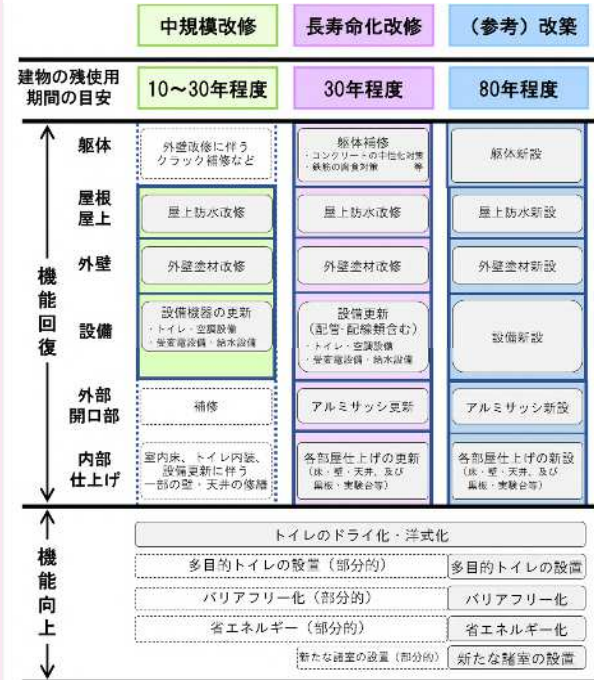 中規模改修
長寿命化改修
（参考）改築
建物の残使用
期間の目安
10～30年程度
30年程度
80年程度
機能回復
躯体
外壁改修に伴う
クラック補修など
躯体補修
・コンクリートの中性化対策
・鉄筋の腐食対策 等
躯体新設
屋根
屋上
屋上防水改修
屋上防水改修
屋上防水新設
外壁
外壁塗材改修
外壁塗材改修
外壁塗材新設
設備
設備機器の更新
・トイレ・空調設備
・受変電設備・給水設備
設備更新
（配管・配線類含む）
・トイレ・空調設備
・受変電設備・給水設備
設備新設
外部
開口部
補修
アルミサッシ更新
アルミサッシ新設
内部
仕上げ
室内床、トイレ内装、
設備更新に伴う
一部の壁・天井の修繕
各部屋仕上げの更新
（床・壁・天井、及び
黒板・実験台等）
各部屋仕上げの新設
（床・壁・天井、及び
黒板・実験台等）
機能向上
トイレのドライ化・洋式化
多目的トイレの設置（部分的）
多目的トイレの設置
バリアフリー化（部分的）
バリアフリー化
省エネルギー（部分的）
省エネルギー化
新たな諸室の設置（部分的）
新たな諸室の設置